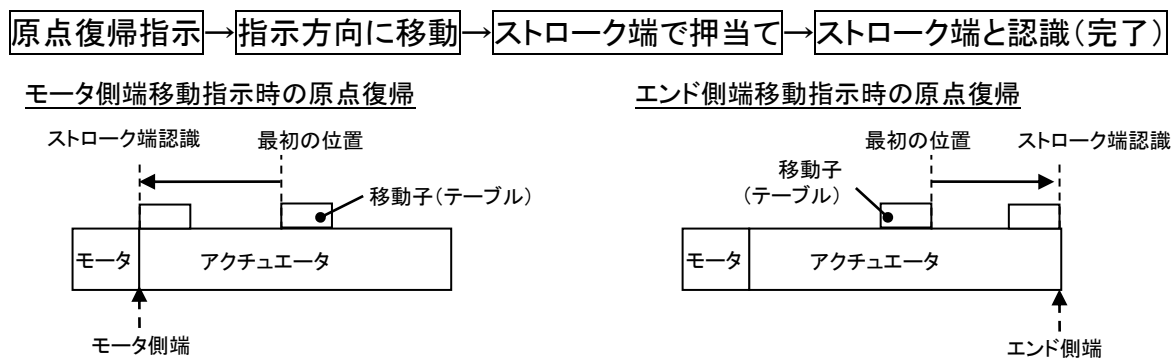 原点復帰指示→指示方向に移動→ストローク端で押当て→ストローク端と認識(完了)
モータ側端移動指示時の原点復帰
ストローク端認識
最初の位置
移動子(テーブル)
モータ
アクチュエータ
モータ側端
エンド側端移動指示時の原点復帰
最初の位置
ストローク端認識
移動子
(テーブル)
モータ
アクチュエータ
エンド側端